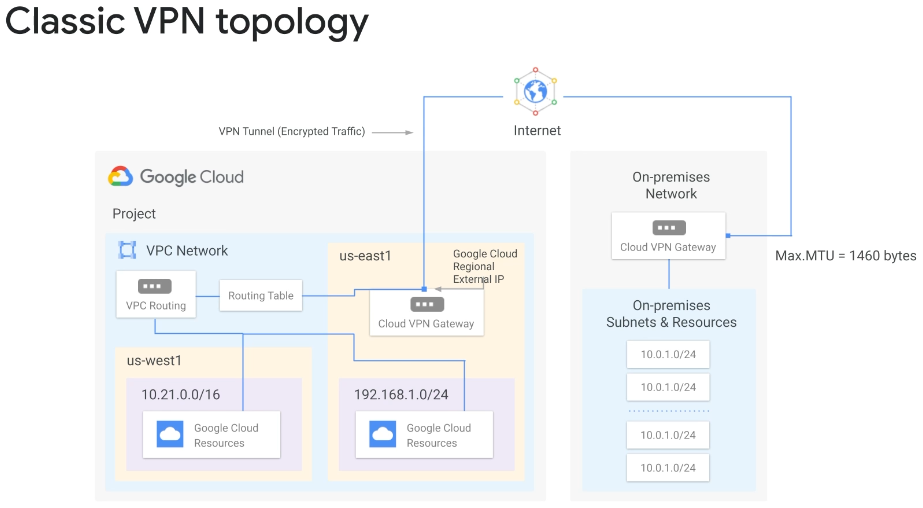 Classic VPN topology
Internet
VPN Tunnel (Encrypted Traffic)
Google Cloud
Project
VPC Network
VPC Routing
Routing Table
us-east1
Google Cloud
Regional
External IP
Cloud VPN Gateway
us-west1
10.21.0.0/16
Google Cloud
Resources
192.168.1.0/24
Google Cloud
Resources
On-premises
Network
Cloud VPN Gateway
Max.MTU = 1460 bytes
On-premises
Subnets & Resources
10.0.1.0/24
10.0.1.0/24
10.0.1.0/24
10.0.1.0/24